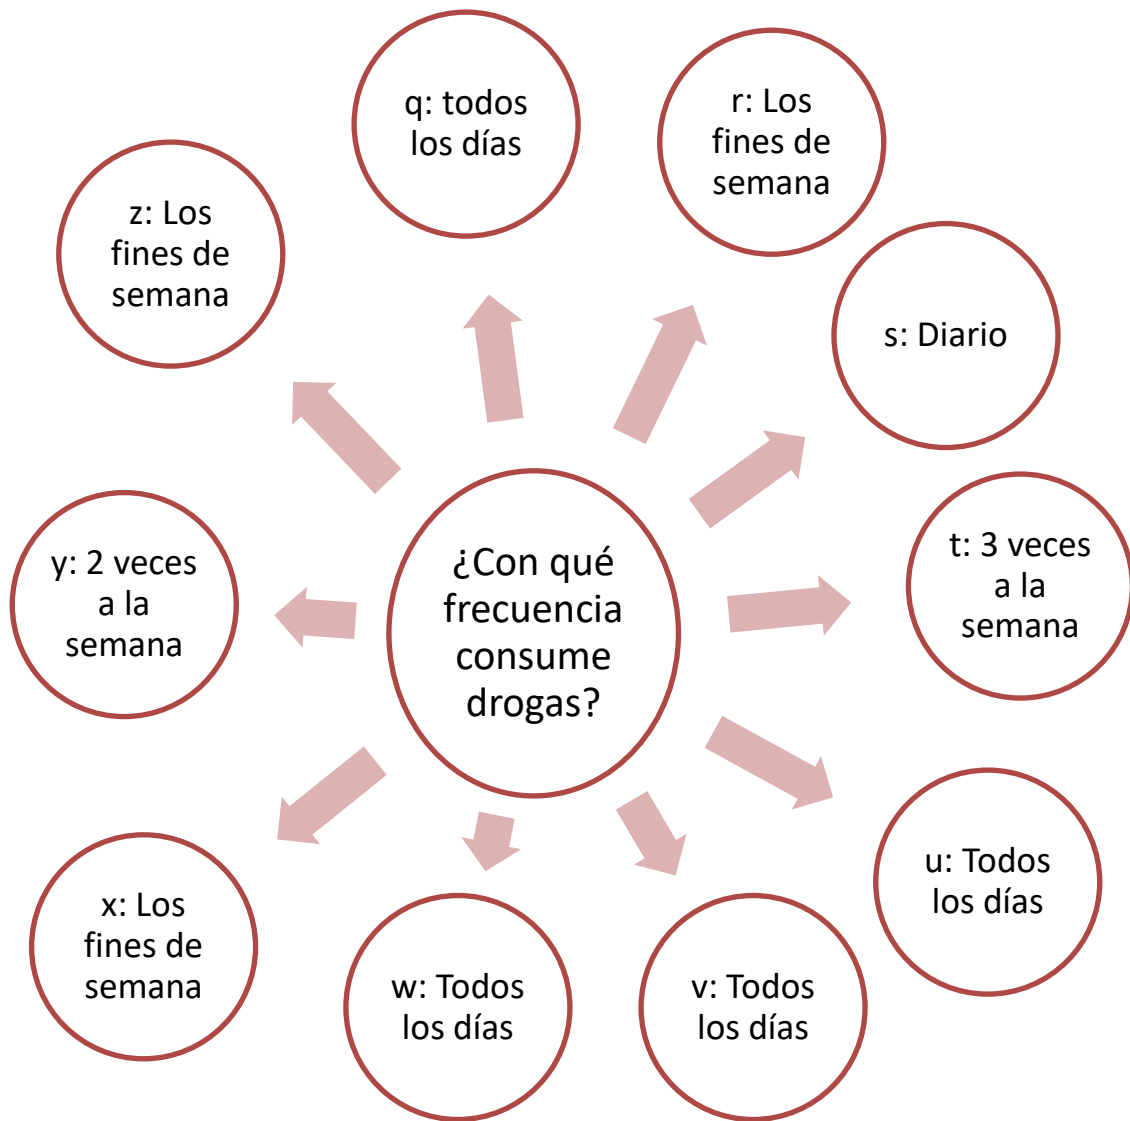 q: todos
los días
r: Los
fines de
semana
z: Los
fines de
semana
s: Diario
¿Con qué
frecuencia
consume
drogas?
t: 3 veces
a la
semana
y: 2 veces
a la
semana
u: Todos
los días
x: Los
fines de
semana
w: Todos
los días
v: Todos
los días